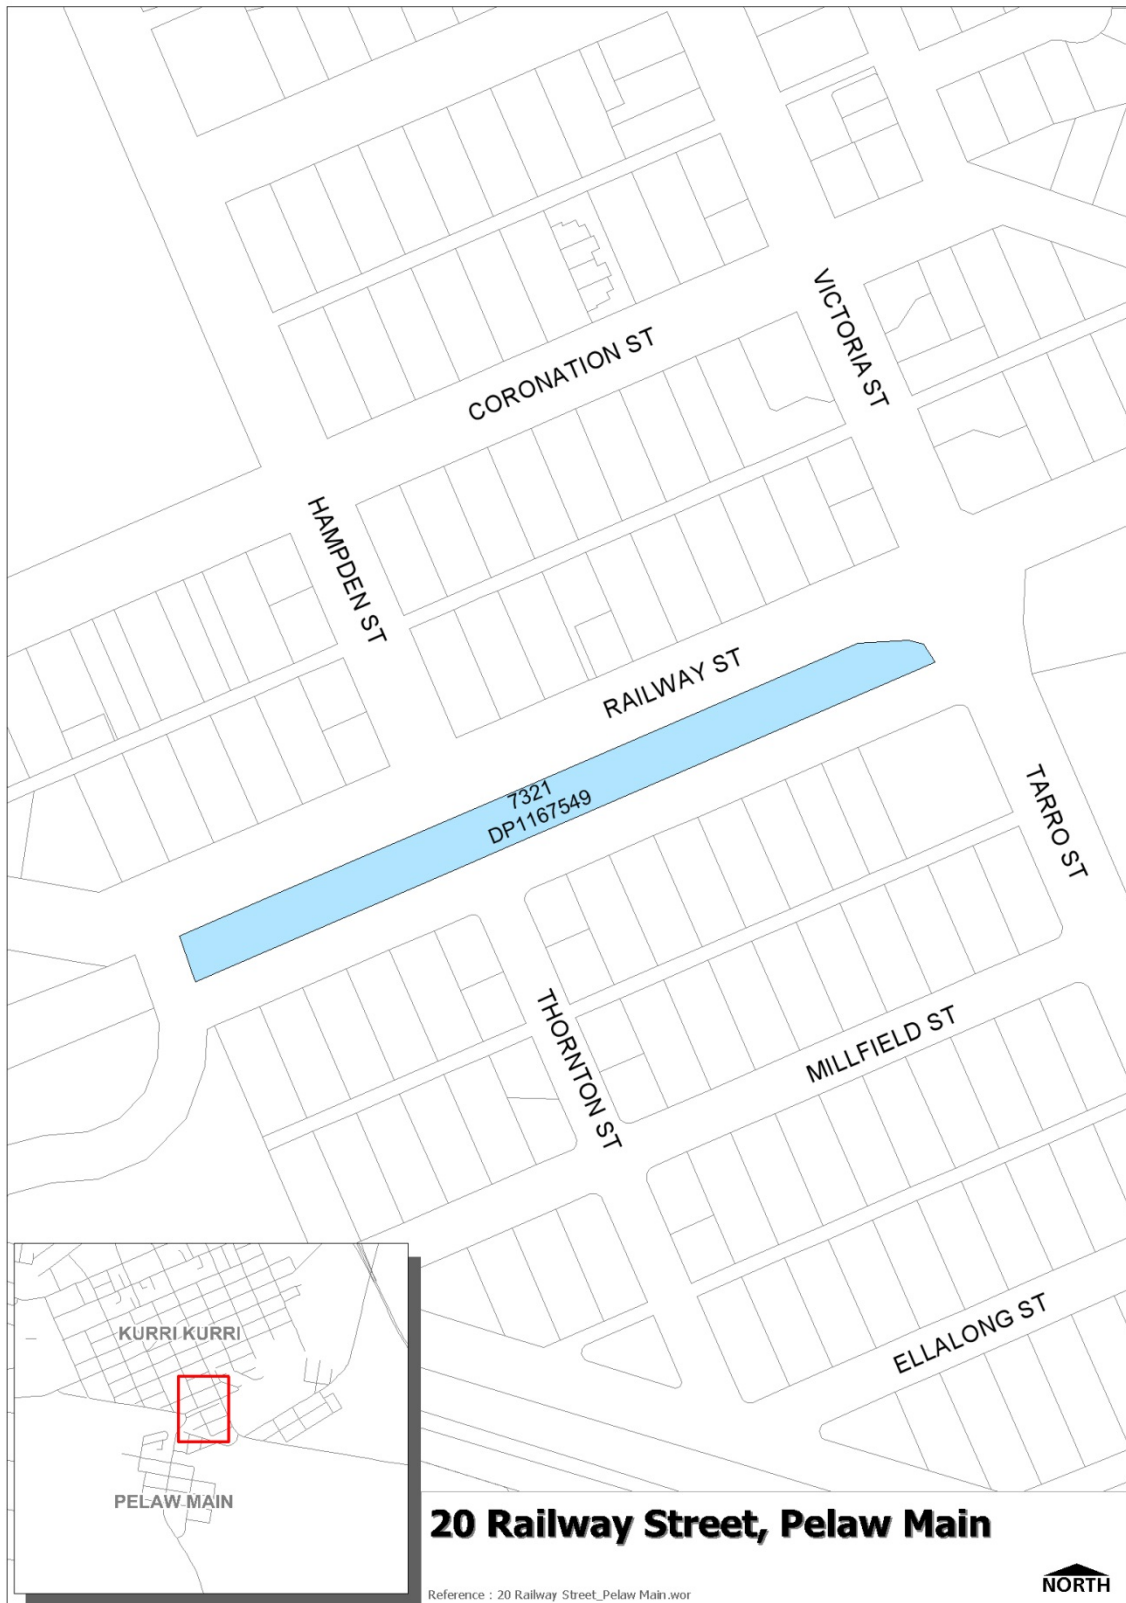 CORONATION ST
VICTORIA ST
HAMPDEN ST
RAILWAY ST
7321
DP1167549
TARRO ST
THORNTON ST
MILLFIELD ST
ELLALONG ST
KURRI KURRI
PELAW MAIN
20 Railway Street, Pelaw Main
Reference : 20 Railway Street_Pelaw Main.wor
NORTH